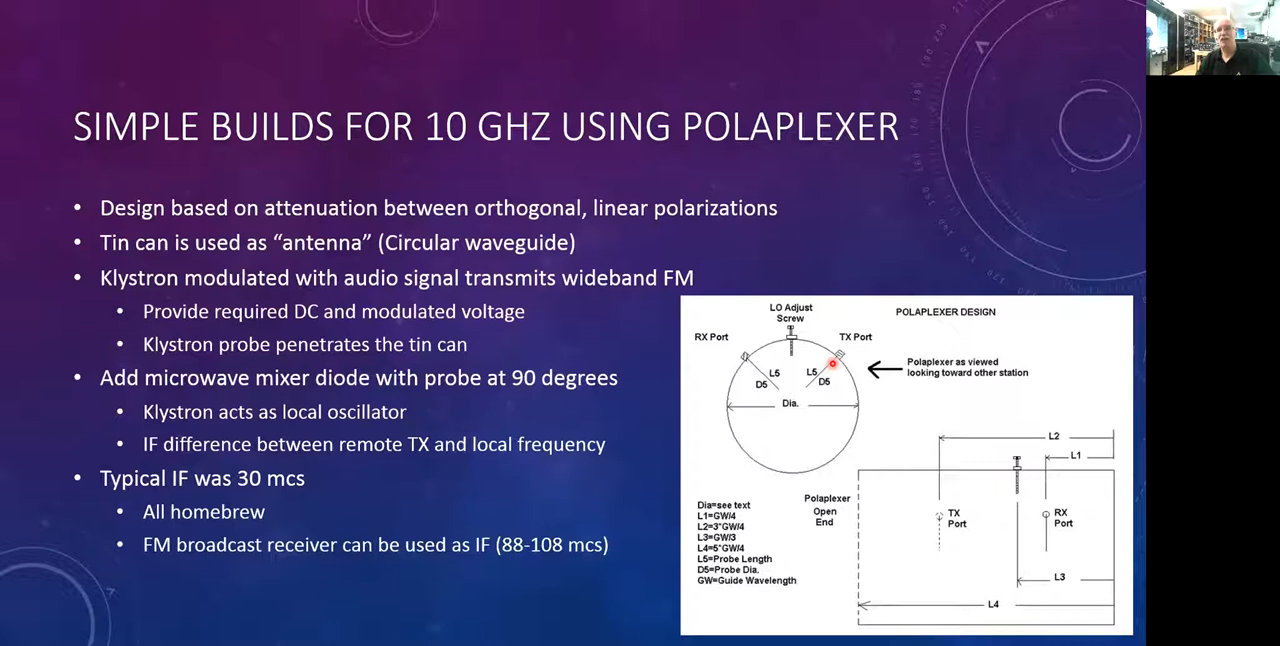 SIMPLE BUILDS FOR 10 GHZ USING POLAPLEXER
• Design based on attenuation between orthogonal, linear polarizations
• Tin can is used as “antenna” (Circular waveguide)
• Klystron modulated with audio signal transmits wideband FM
• Provide required DC and modulated voltage
• Klystron probe penetrates the tin can
• Add microwave mixer diode with probe at 90 degrees
• Klystron acts as local oscillator
• IF difference between remote TX and local frequency
• Typical IF was 30 mcs
• All homebrew
• FM broadcast receiver can be used as IF (88-108 mcs)
LO Adjust
Screw
POLAPLEXER DESIGN
RX Port
TX Port
L5
D5
L5
D5
Polaplexer as viewed
looking toward other station
Dia.
L2
L1
Polaplexer
Open
End
TX
Port
RX
Port
L3
L4
Dia=see text
L1=GW/4
L2=3*GW/4
L3=GW/3
L4=5*GW/4
L5=Probe Length
D5=Probe Dia.
GW=Guide Wavelength